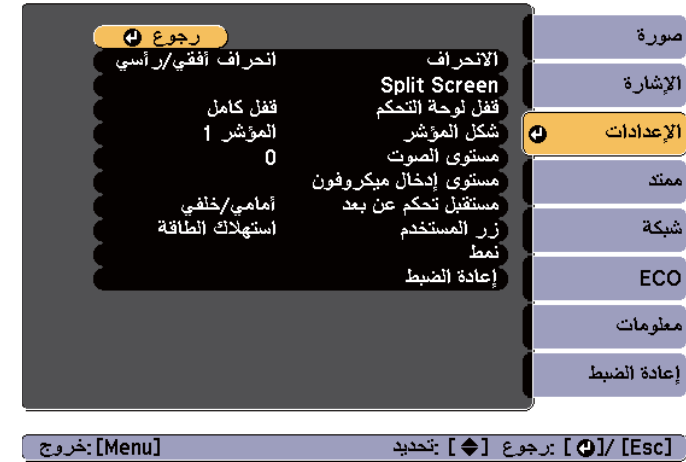 صورة
الإشارة
الإعدادات
ممتد
شبكة
ECO
معلومات
إعادة الضبط
رجوع
الانحراف انحراف أفقي/رأسي
Split Screen
قفل لوحة التحكم قفل كامل
شكل المؤشر المؤشر 1
مستوى الصوت 0
مستوى إدخال ميكروفون
مستقبل تحكم عن بعد أمامي/خلفي
زر المستخدم استهلاك الطاقة
نمط
إعادة الضبط
[Esc] /[ ] :رجوع [ ] :تحديد [Menu] :خروج